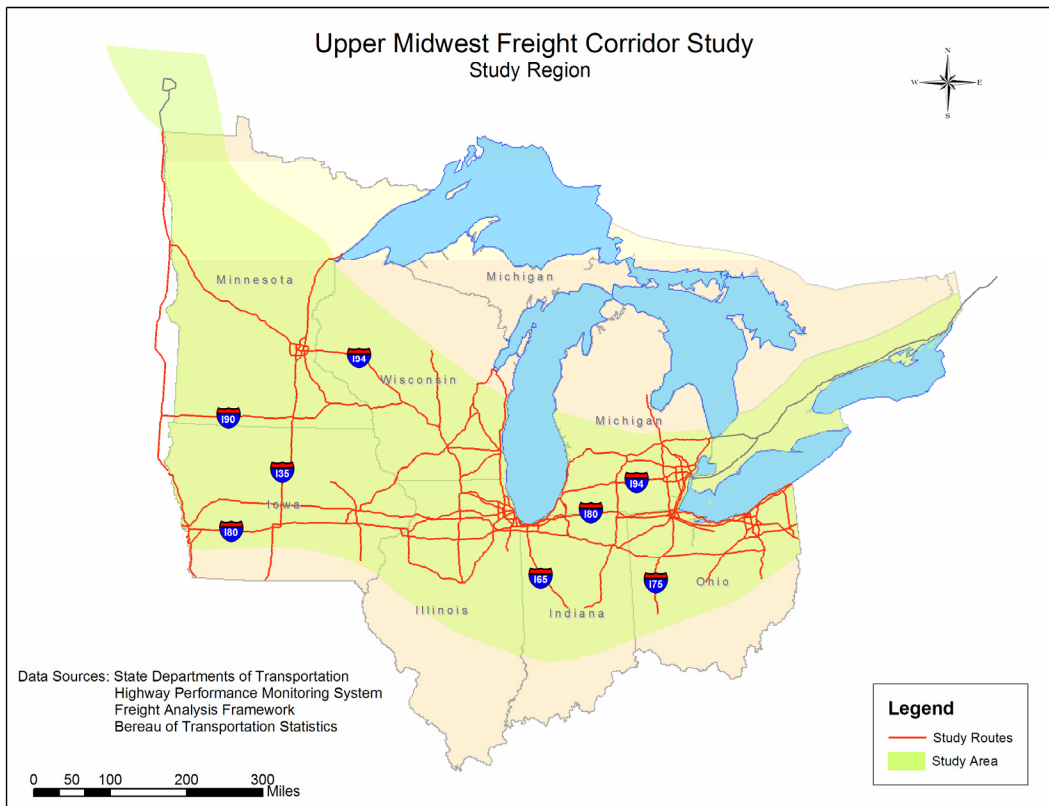 Upper Midwest Freight Corridor Study
Study Region
N
W E
S
Minnesota
Michigan
I94
Wisconsin
I90
Michigan
I35
I94
Iowa
I80
I80
I65
I75
Ohio
Illinois
Indiana
Data Sources: State Departments of Transportation
Highway Performance Monitoring System
Freight Analysis Framework
Bereau of Transportation Statistics
Legend
Study Routes
Study Area
0 50 100 200 300
Miles